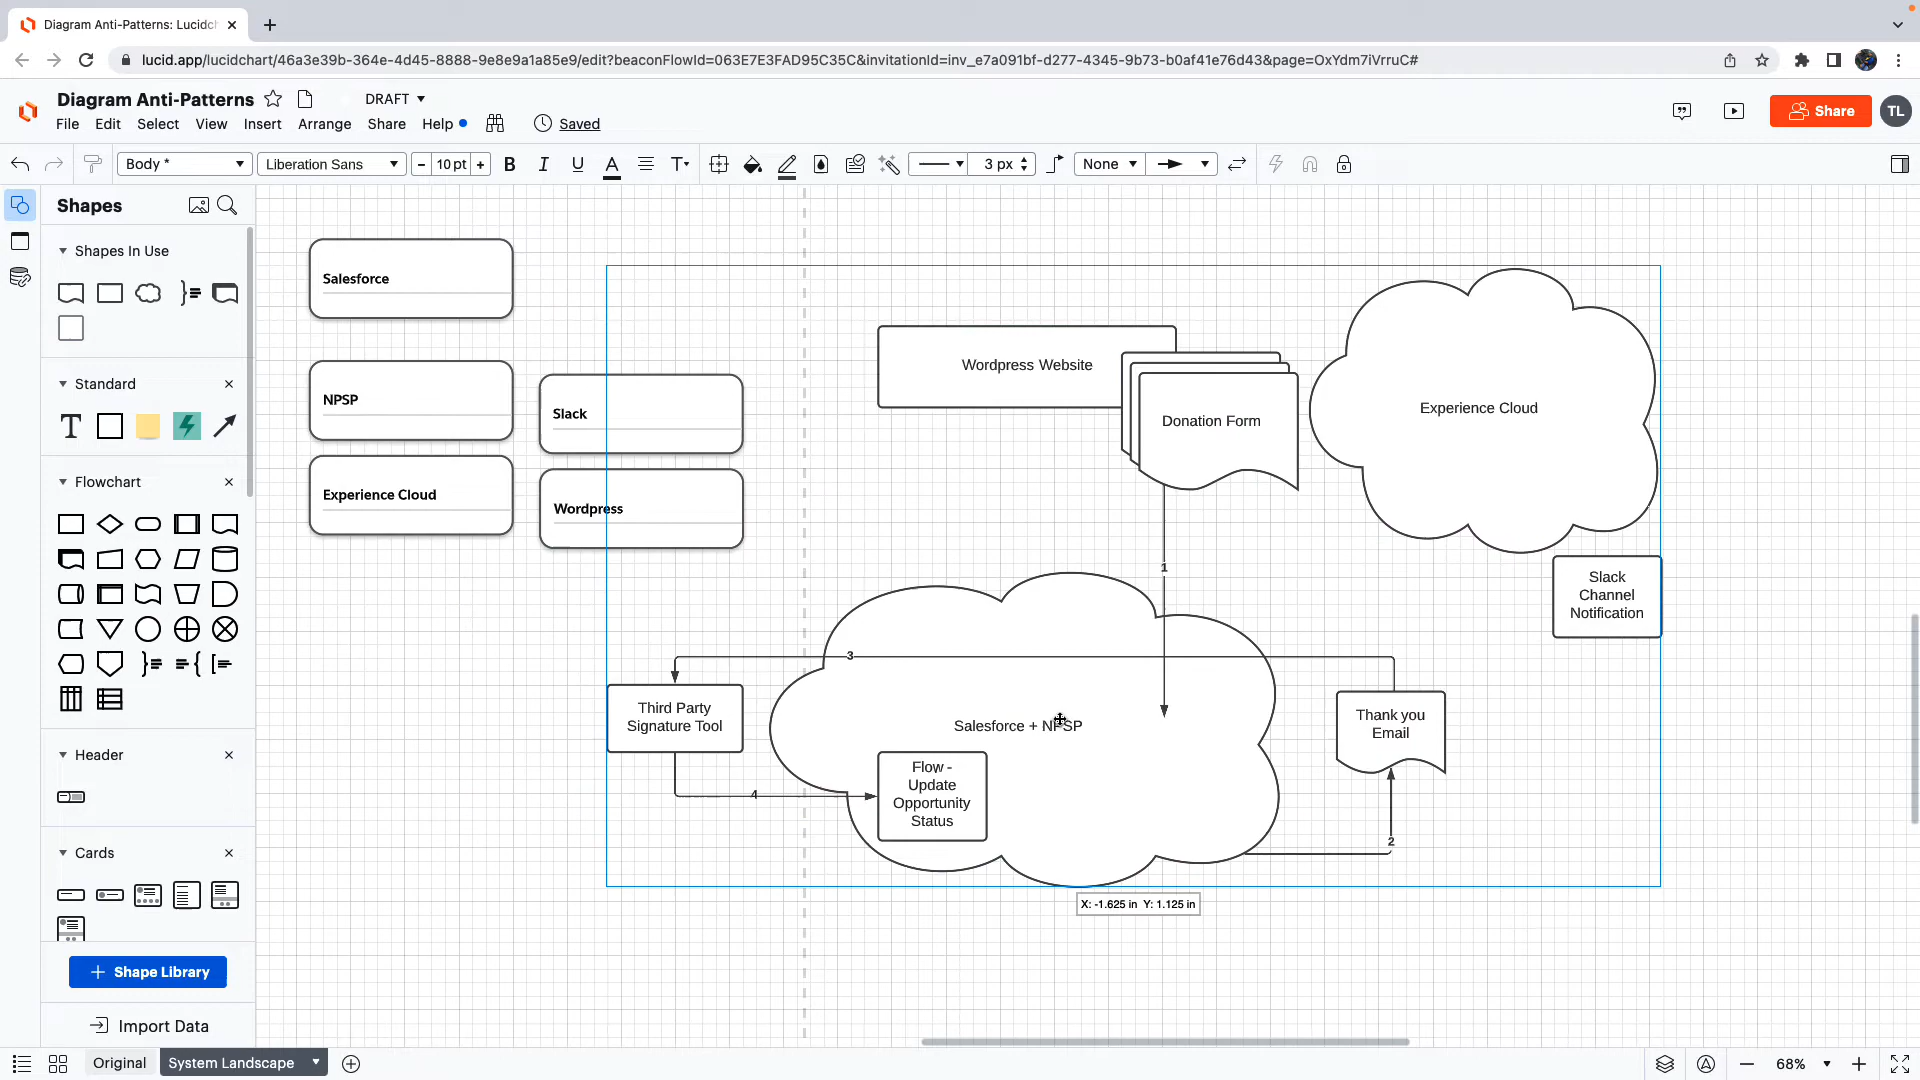 Diagram Anti-Patterns: Lucidch
lucid.app/lucidchart/46a3e39b-364e-4d45-8888-9e8e9a1a85e9/edit?beaconFlowId=063E7E3FAD95C35C&invitationId=inv_e7a091bf-d277-4345-9b73-b0af41e76d43&page=OxYdm7iVrruC#
Diagram Anti-Patterns
DRAFT
File Edit Select View Insert Arrange Share Help
Saved
Share
TL
Body *
Liberation Sans
- 10 pt +
B I U A T
3 px
None
Shapes
Shapes In Use
Standard
T
Flowchart
Header
Cards
+ Shape Library
Import Data
Salesforce
NPSP
Experience Cloud
Slack
Wordpress
Wordpress Website
Donation Form
Experience Cloud
Slack
Channel
Notification
1
3
Third Party
Signature Tool
Salesforce + NPSP
Thank you
Email
Flow -
Update
Opportunity
Status
4
2
X: -1.625 in Y: 1.125 in
Original
System Landscape
68%